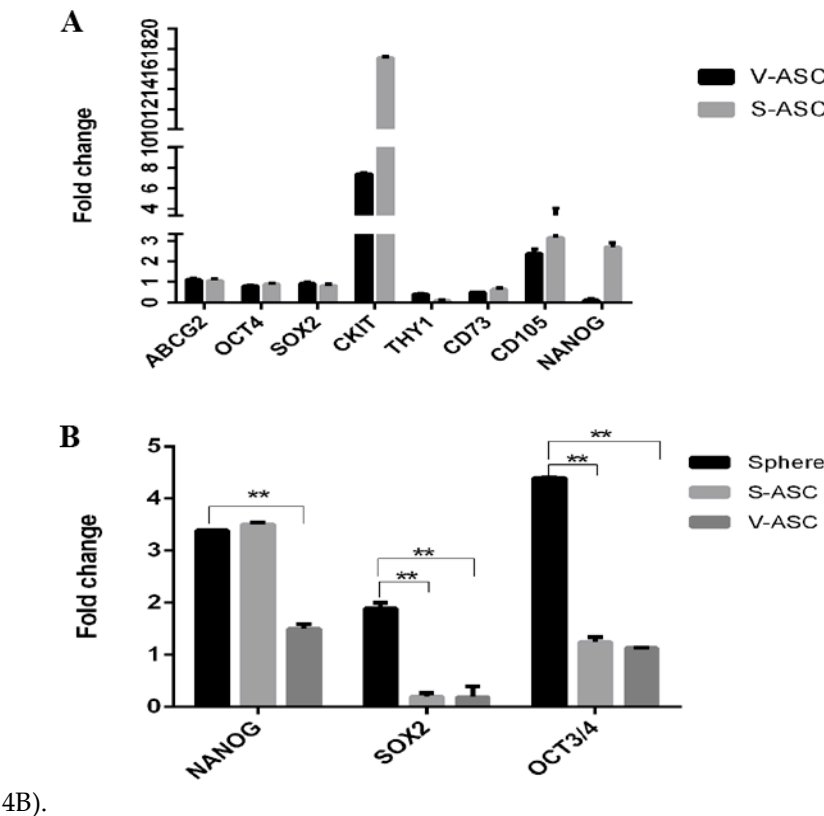 A
20
18
16
14
12
10
10
8
6
4
3
2
1
0
Fold change
V-ASC
S-ASC
ABCG2
OCT4
SOX2
CKIT
THY1
CD73
CD105
NANOG
B
5
4
3
2
1
0
Fold change
**
**
**
**
**
Sphere
S-ASC
V-ASC
NANOG
SOX2
OCT3/4
4B).